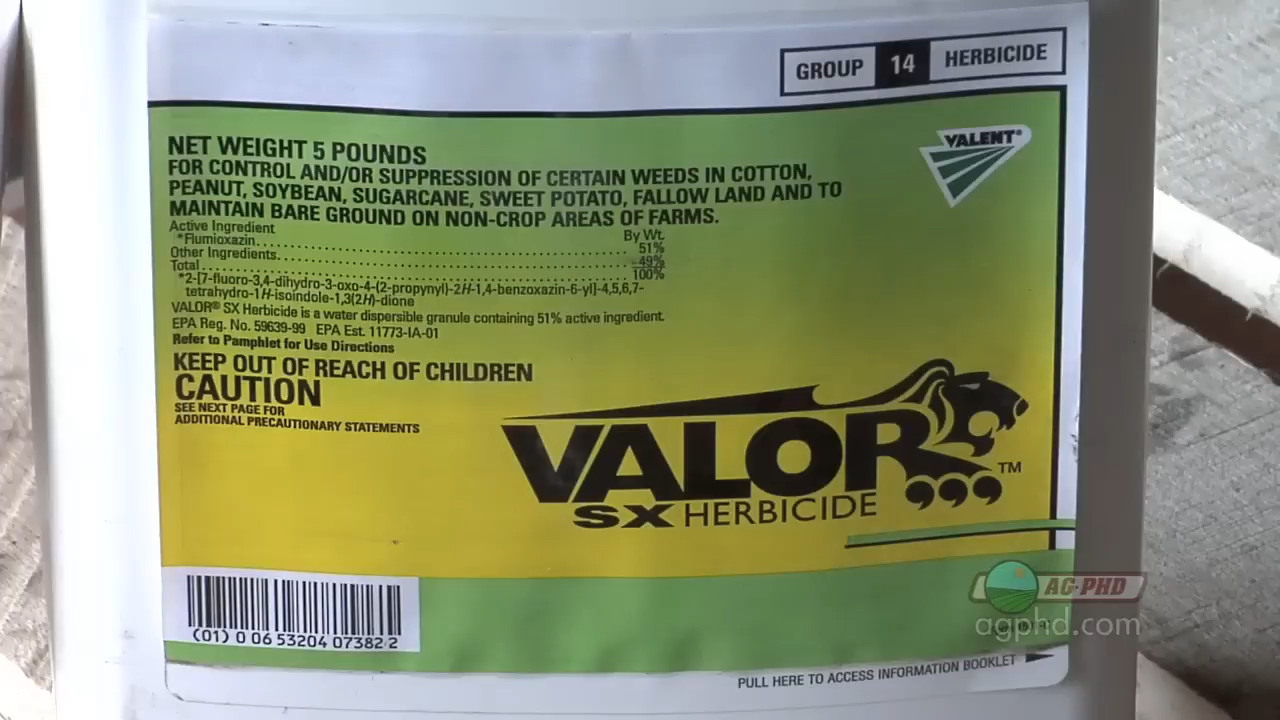 GROUP 14 HERBICIDE
VALENT®
NET WEIGHT 5 POUNDS
FOR CONTROL AND/OR SUPPRESSION OF CERTAIN WEEDS IN COTTON,
PEANUT, SOYBEAN, SUGARCANE, SWEET POTATO, FALLOW LAND AND TO
MAINTAIN BARE GROUND ON NON-CROP AREAS OF FARMS.
Active Ingredient By Wt.
*Flumioxazin 51%
Other Ingredients 49%
Total 100%
*2-[7-fluoro-3,4-dihydro-3-oxo-4-(2-propynyl)-2H-1,4-benzoxazin-6-yl]-4,5,6,7-
tetrahydro-1H-isoindole-1,3(2H)-dione
VALOR® SX Herbicide is a water dispersible granule containing 51% active ingredient.
EPA Reg. No. 59639-99 EPA Est. 11773-IA-01
Refer to Pamphlet for Use Directions
KEEP OUT OF REACH OF CHILDREN
CAUTION
SEE NEXT PAGE FOR
ADDITIONAL PRECAUTIONARY STATEMENTS
VALOR™
SX HERBICIDE
(01) 0 06 53204 07382 2
AG PHD
agphd.com
PULL HERE TO ACCESS INFORMATION BOOKLET